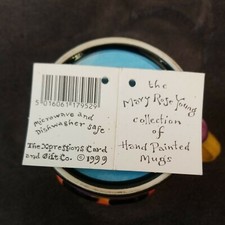 5 016061 179529
microwave and
Dishwasher safe.
The Xpressions Card
and Gift Co. © 1999
the
Mary Rose Young
collection
of
Hand Painted
Mugs